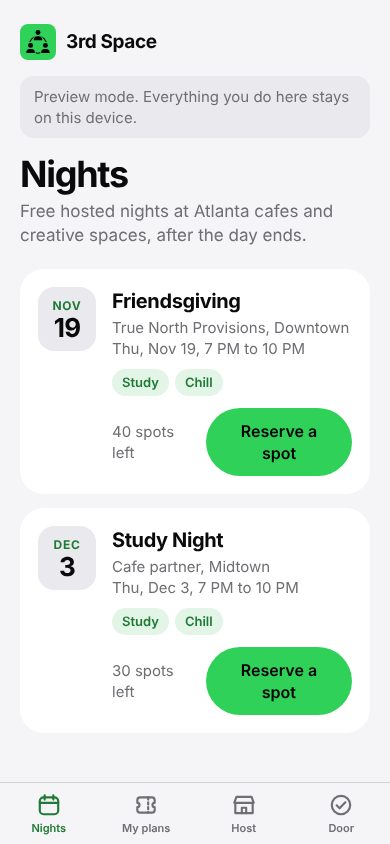 3rd Space
Preview mode. Everything you do here stays
on this device.
Nights
Free hosted nights at Atlanta cafes and
creative spaces, after the day ends.
NOV
19
Friendsgiving
True North Provisions, Downtown
Thu, Nov 19, 7 PM to 10 PM
Study
Chill
40 spots
left
Reserve a
spot
DEC
3
Study Night
Cafe partner, Midtown
Thu, Dec 3, 7 PM to 10 PM
Study
Chill
30 spots
left
Reserve a
spot
Nights
My plans
Host
Door